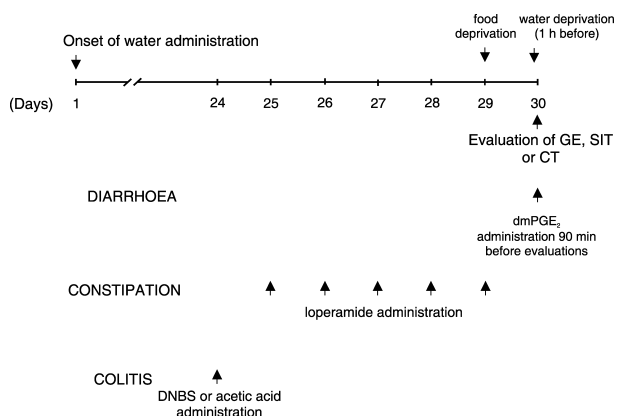 food
deprivation
water deprivation
(1 h before)
Onset of water administration
(Days) 1 24 25 26 27 28 29 30
Evaluation of GE, SIT
or CT
DIARRHOEA
dmPGE₂
administration 90 min
before evaluations
CONSTIPATION
loperamide administration
COLITIS
DNBS or acetic acid
administration